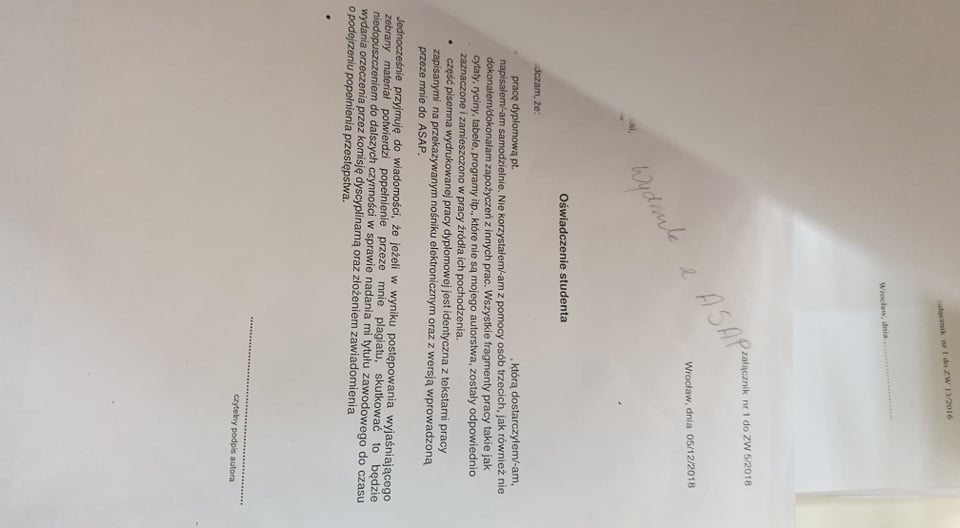 załącznik nr 1 do ZW 13/2016
Wrocław, dnia........................
załącznik nr 1 do ZW 5/2018
Wydruk z ASAP
Wrocław, dnia 05/12/2018
Oświadczenie studenta
dczam, że:
pracę dyplomową pt. , którą dostarczyłem/-am,
napisałem/-am samodzielnie. Nie korzystałem/-am z pomocy osób trzecich, jak również nie
dokonałem/dokonałam zapożyczeń z innych prac. Wszystkie fragmenty pracy takie jak
cytaty, ryciny, tabele, programy itp., które nie są mojego autorstwa, zostały odpowiednio
zaznaczone i zamieszczono w pracy źródła ich pochodzenia.
• część pisemna wydrukowanej pracy dyplomowej jest identyczna z tekstami pracy
zapisanymi na przekazywanym nośniku elektronicznym oraz z wersją wprowadzoną
przeze mnie do ASAP.
Jednocześnie przyjmuję do wiadomości, że jeżeli w wyniku postępowania wyjaśniającego
zebrany materiał potwierdzi popełnienie przeze mnie plagiatu, skutkować to będzie
niedopuszczeniem do dalszych czynności w sprawie nadania mi tytułu zawodowego do czasu
wydania orzeczenia przez komisję dyscyplinarną oraz złożeniem zawiadomienia
o podejrzeniu popełnienia przestępstwa.
•
czytelny podpis autora